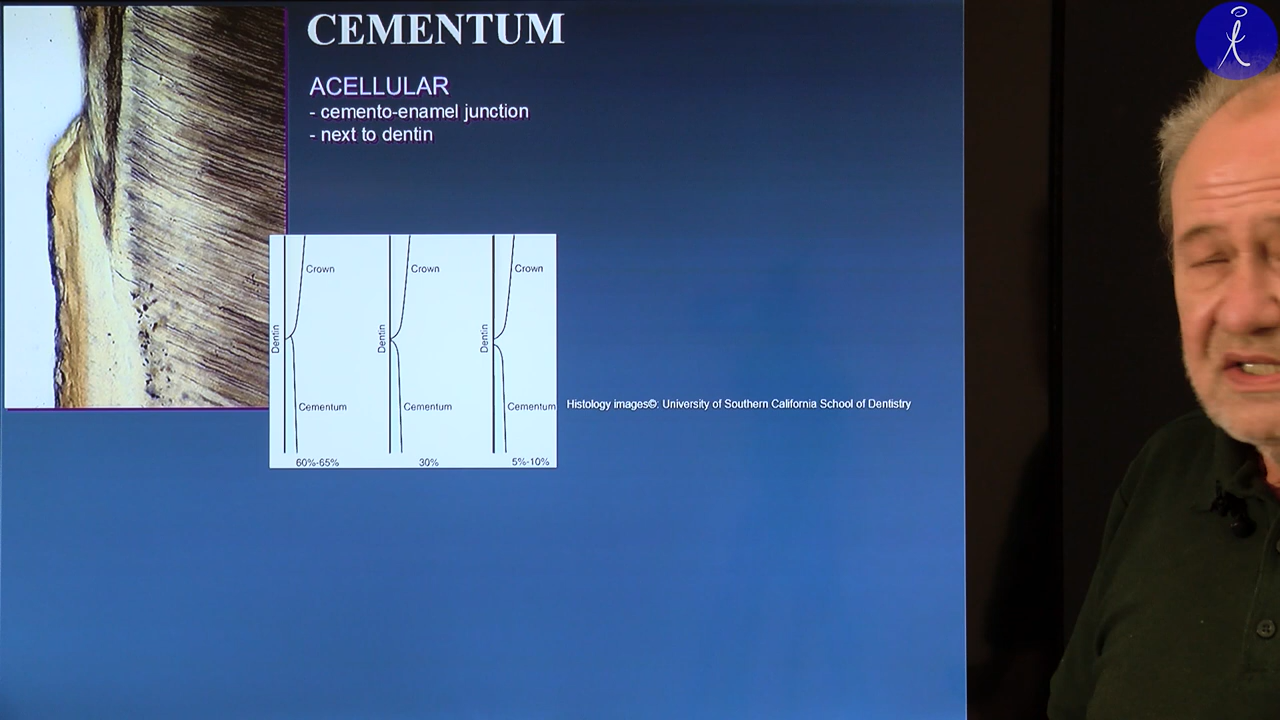 CEMENTUM
ACELLULAR
- cemento-enamel junction
- next to dentin
Crown
Crown
Crown
Dentin
Dentin
Dentin
Cementum
Cementum
Cementum
Histology images©: University of Southern California School of Dentistry
60%-65%
30%
5%-10%